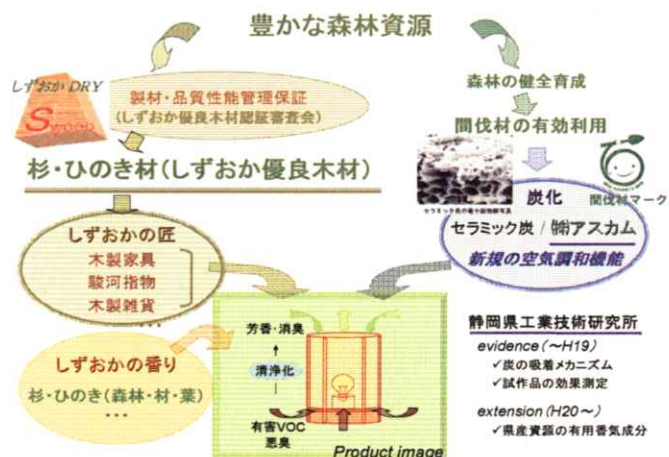 豊かな森林資源
しずおか DRY
S WOOD
製材・品質性能管理保証
(しずおか優良木材認証審査会)
杉・ひのき材(しずおか優良木材)
しずおかの匠
木製家具
駿河指物
木製雑貨
…
しずおかの香り
杉・ひのき(森林・材・葉)
…
森林の健全育成
間伐材の有効利用
間伐材マーク
炭化
セラミック炭 / ㈱アスカム
新規の空気調和機能
芳香・消臭
清浄化
有害VOC
悪臭
Product image
静岡県工業技術研究所
evidence (～H19)
✓炭の吸着メカニズム
✓試作品の効果測定
extension (H20～)
✓県産資源の有用香気成分